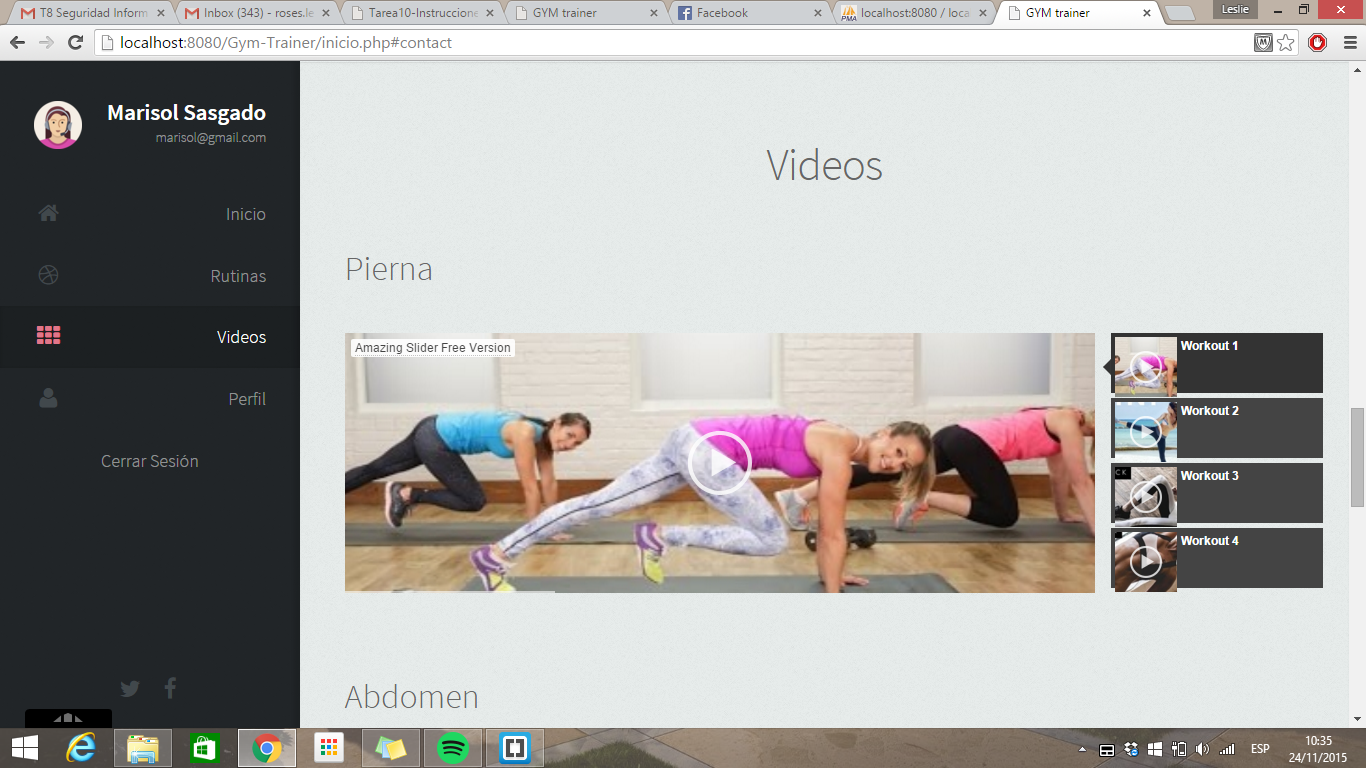 T8 Seguridad Inform
Inbox (343) - roses.le
Tarea10-Instruccione
GYM trainer
Facebook
localhost:8080 / loca
GYM trainer
Leslie
localhost:8080/Gym-Trainer/inicio.php#contact
Marisol Sasgado
marisol@gmail.com
Inicio
Rutinas
Videos
Perfil
Cerrar Sesión
Videos
Pierna
Amazing Slider Free Version
Workout 1
Workout 2
CK
Workout 3
Workout 4
Abdomen
ESP
10:35
24/11/2015